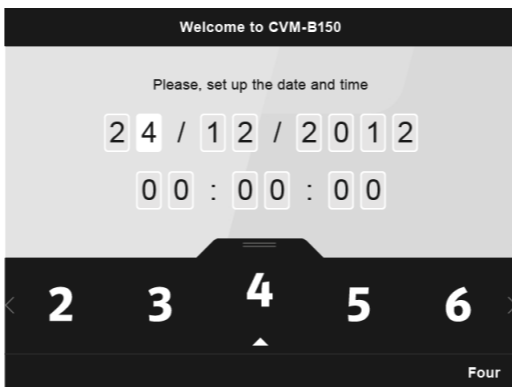 Welcome to CVM-B150
Please, set up the date and time
24/12/2012
00:00:00
2 3 4 5 6
Four